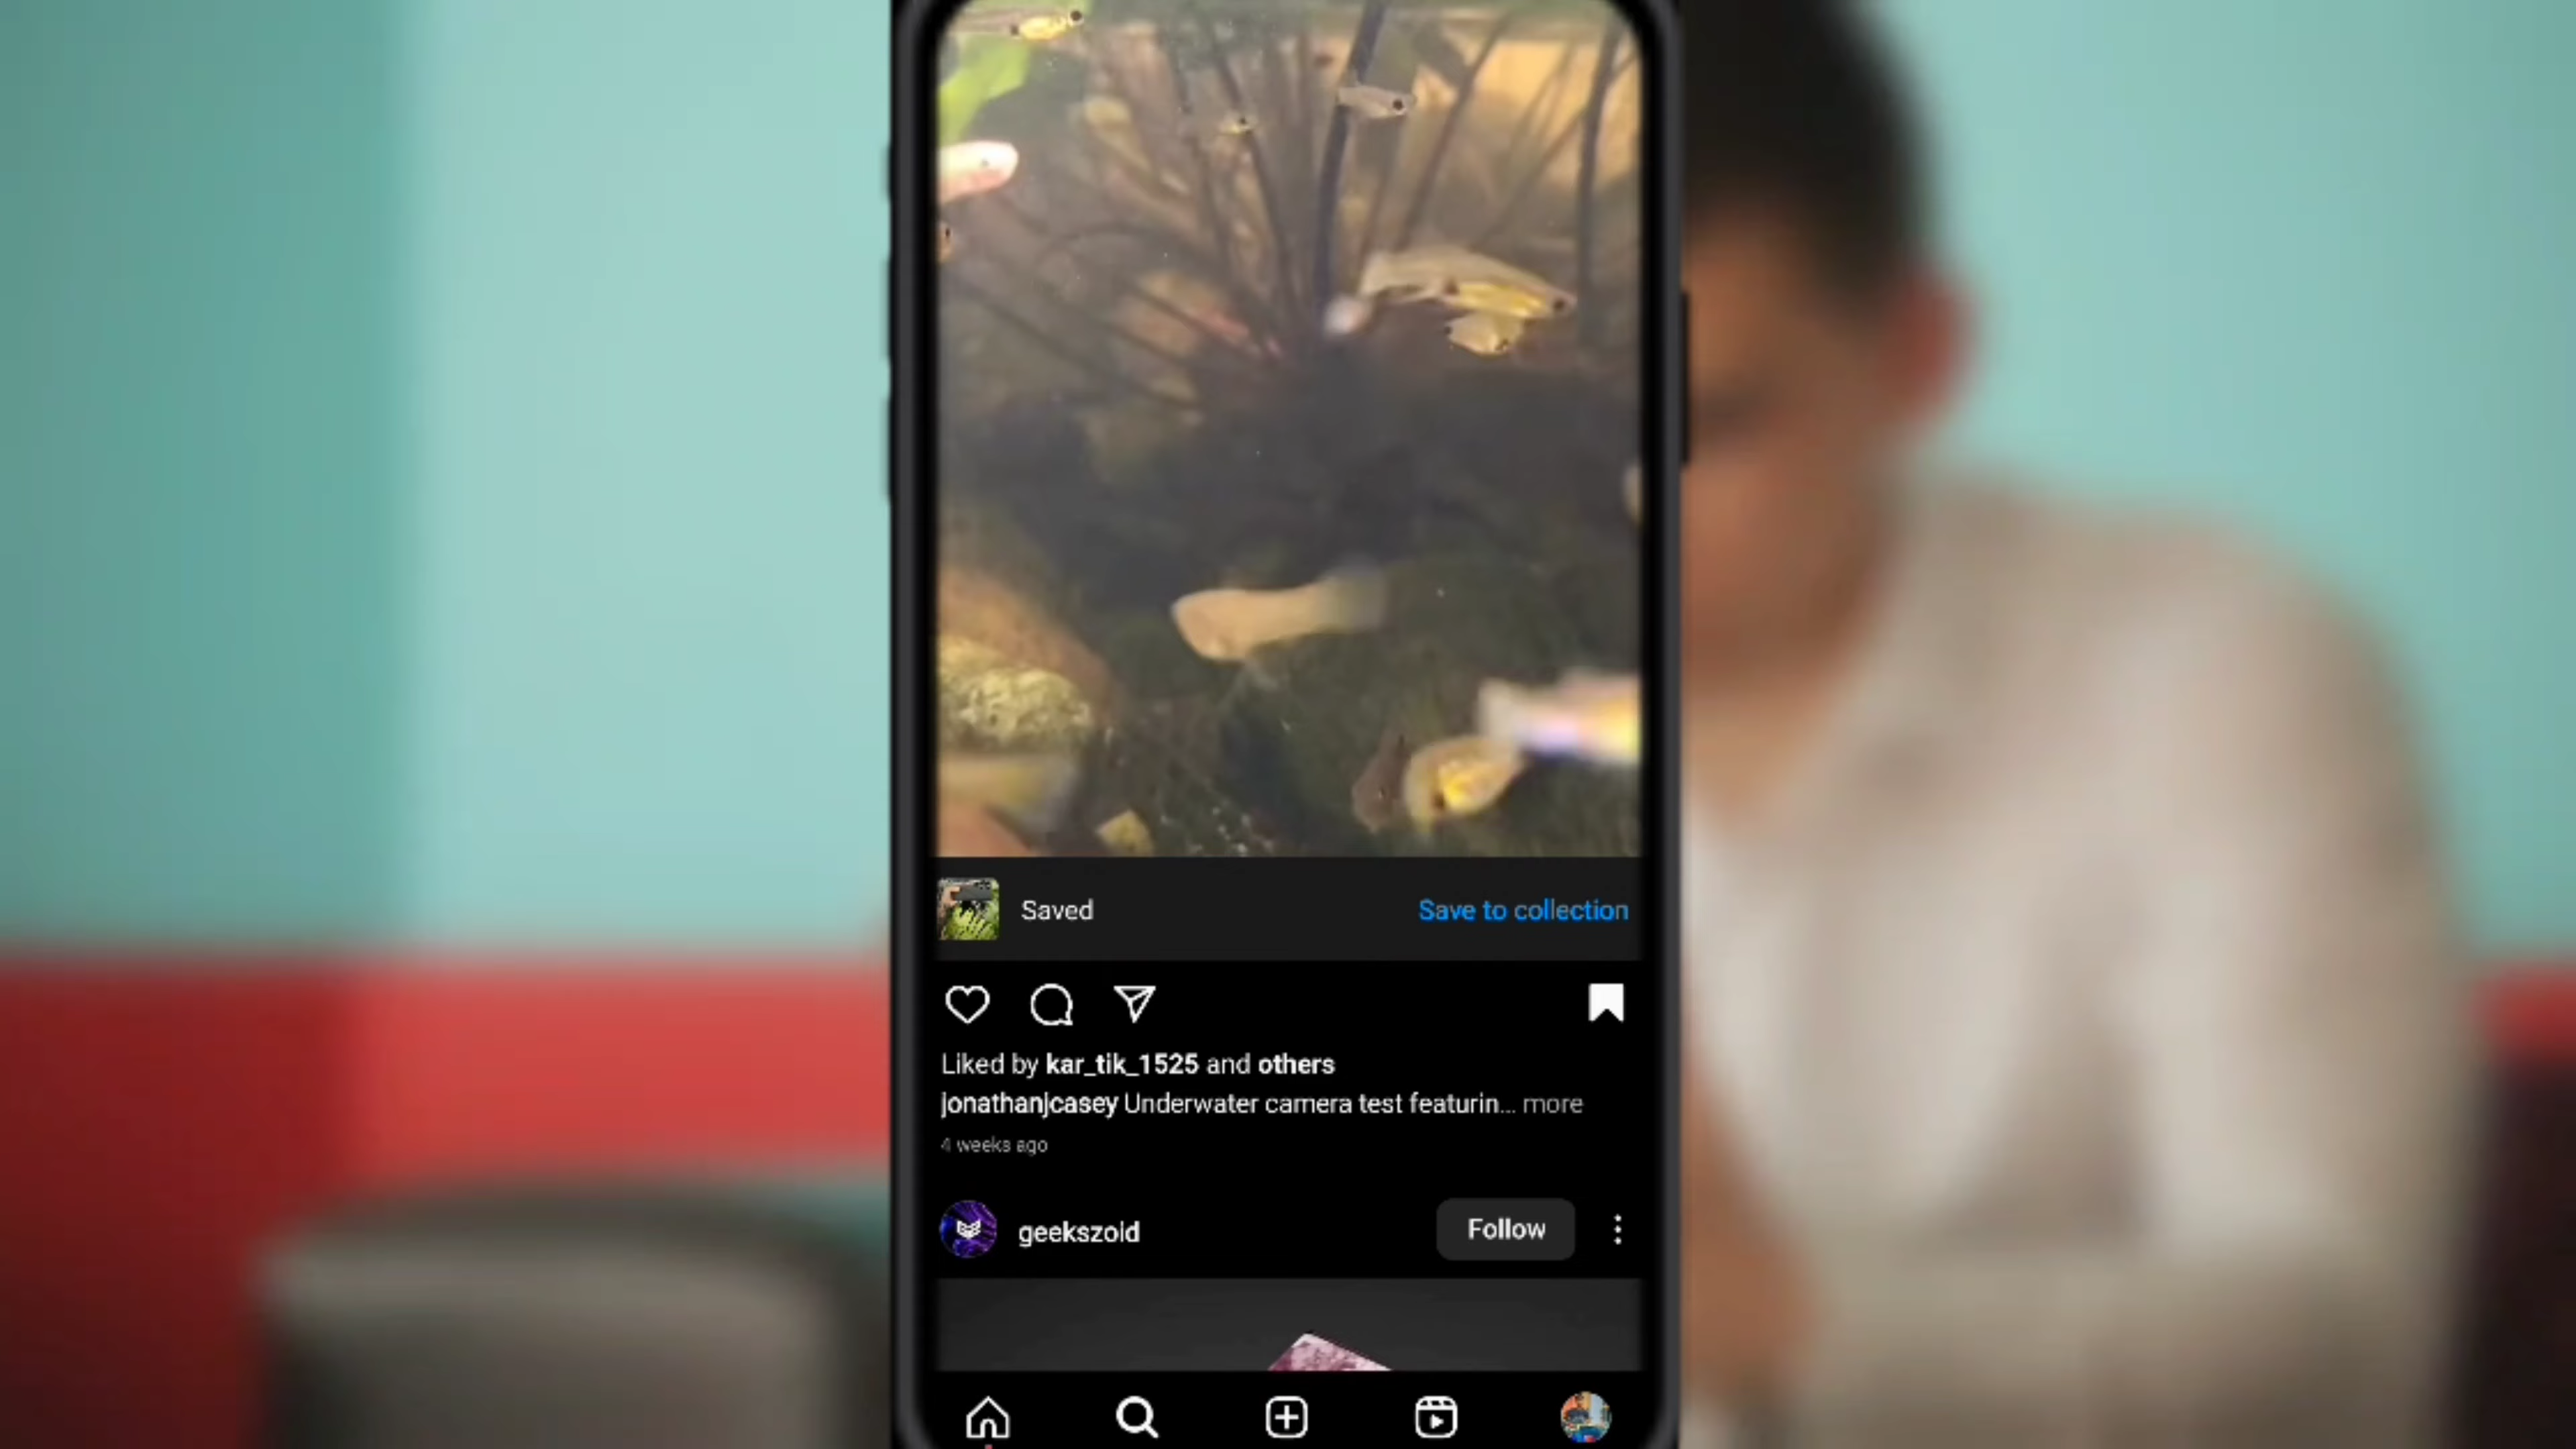 Saved
Save to collection
Liked by kar_tik_1525 and others
jonathanjcasey Underwater camera test featurin... more
4 weeks ago
geekszoid
Follow